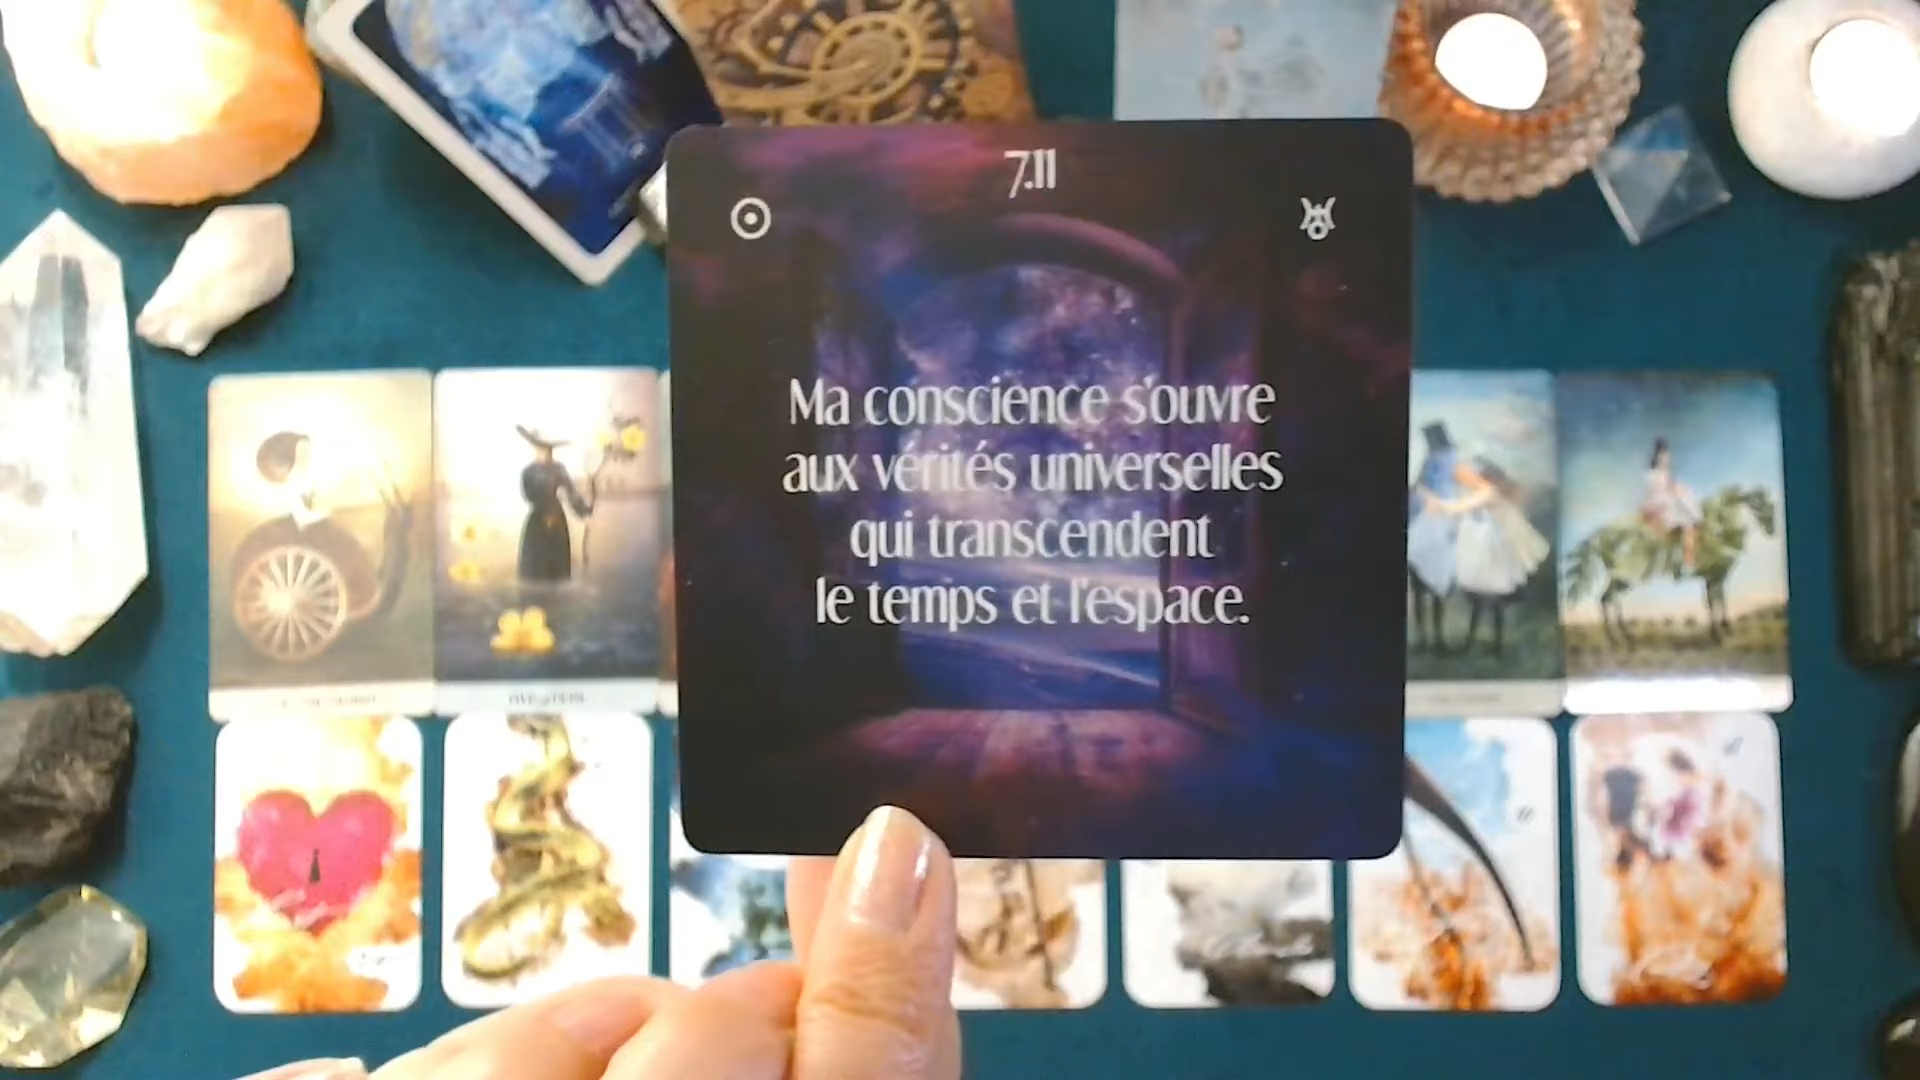 7.11
Ma conscience s'ouvre
aux vérités universelles
qui transcendent
le temps et l'espace.